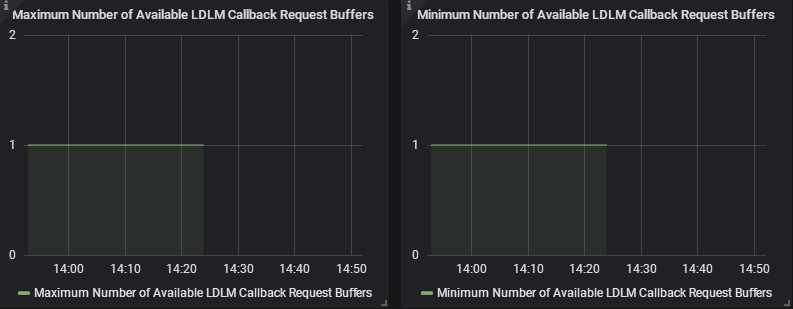 i
Maximum Number of Available LDLM Callback Request Buffers
2
1
0
14:00 14:10 14:20 14:30 14:40 14:50
Maximum Number of Available LDLM Callback Request Buffers
i
Minimum Number of Available LDLM Callback Request Buffers
2
1
0
14:00 14:10 14:20 14:30 14:40 14:50
Minimum Number of Available LDLM Callback Request Buffers